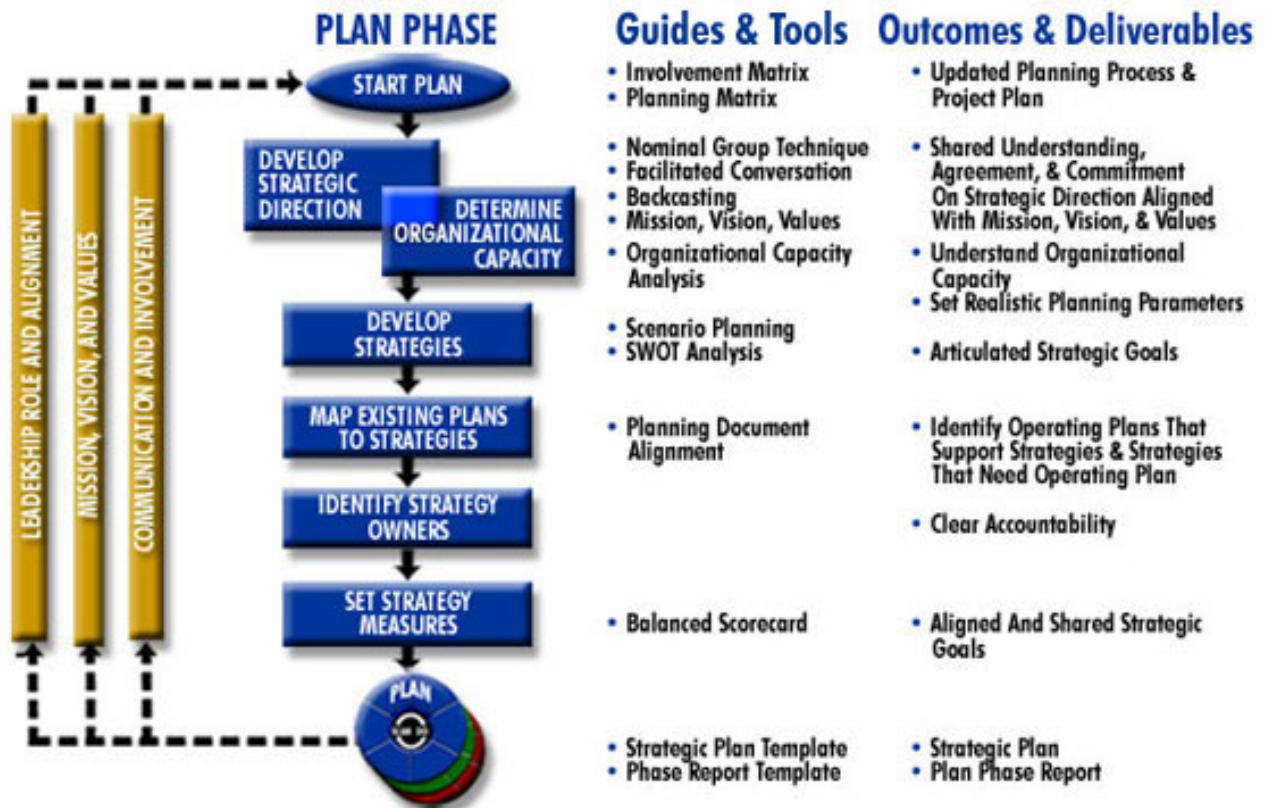 PLAN PHASE
START PLAN
DEVELOP
STRATEGIC
DIRECTION
DETERMINE
ORGANIZATIONAL
CAPACITY
DEVELOP
STRATEGIES
MAP EXISTING PLANS
TO STRATEGIES
IDENTIFY STRATEGY
OWNERS
SET STRATEGY
MEASURES
PLAN
LEADERSHIP ROLE AND ALIGNMENT
MISSION, VISION, AND VALUES
COMMUNICATION AND INVOLVEMENT
Guides & Tools
• Involvement Matrix
• Planning Matrix
• Nominal Group Technique
• Facilitated Conversation
• Backcasting
• Mission, Vision, Values
• Organizational Capacity
Analysis
• Scenario Planning
• SWOT Analysis
• Planning Document
Alignment
• Balanced Scorecard
• Strategic Plan Template
• Phase Report Template
Outcomes & Deliverables
• Updated Planning Process &
Project Plan
• Shared Understanding,
Agreement, & Commitment
On Strategic Direction Aligned
With Mission, Vision, & Values
• Understand Organizational
Capacity
• Set Realistic Planning Parameters
• Articulated Strategic Goals
• Identify Operating Plans That
Support Strategies & Strategies
That Need Operating Plan
• Clear Accountability
• Aligned And Shared Strategic
Goals
• Strategic Plan
• Plan Phase Report